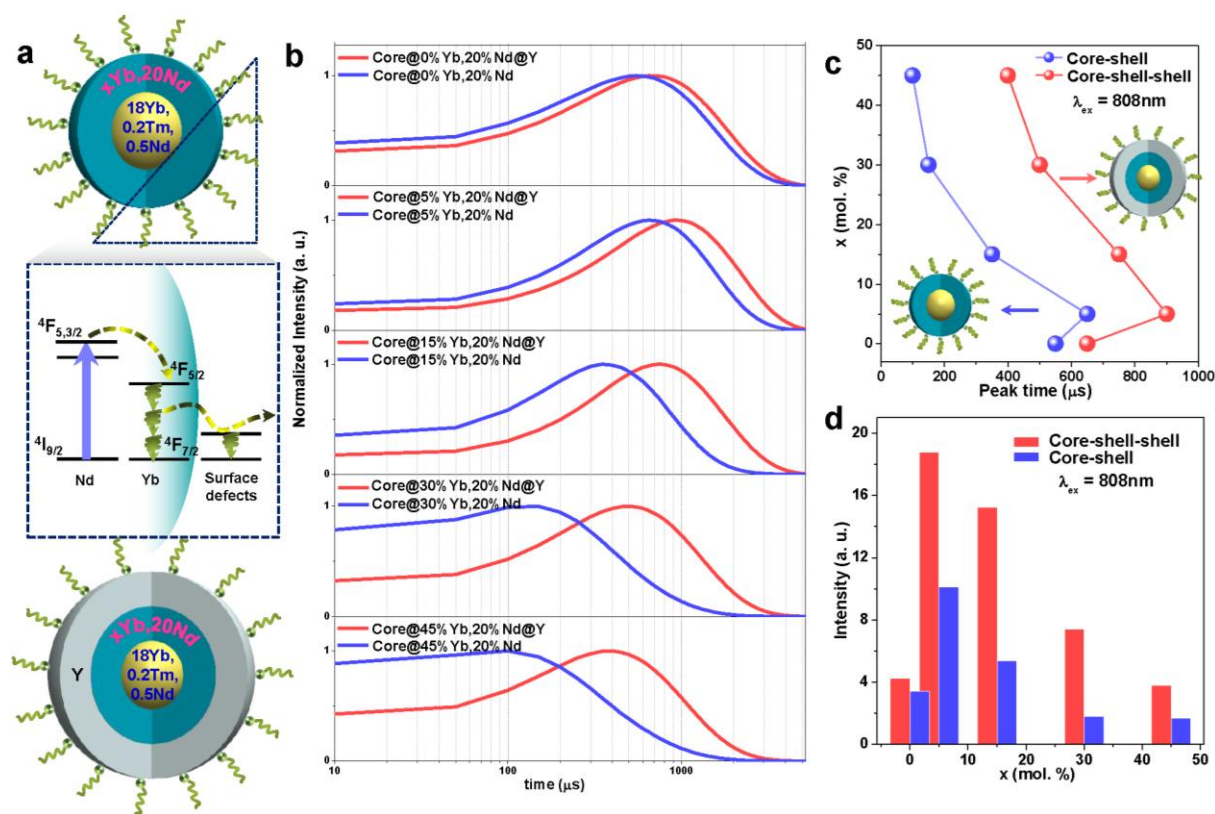 a
xYb,20Nd
18Yb,
0.2Tm,
0.5Nd
4F5,3/2
4F5/2
4I9/2
4F7/2
Nd
Yb
Surface
defects
xYb,20Nd
Y
18Yb,
0.2Tm,
0.5Nd
b
Normalized Intensity (a. u.)
Core@0% Yb,20% Nd@Y
Core@0% Yb,20% Nd
1
0
Core@5% Yb,20% Nd@Y
Core@5% Yb,20% Nd
1
0
Core@15% Yb,20% Nd@Y
Core@15% Yb,20% Nd
1
0
Core@30% Yb,20% Nd@Y
Core@30% Yb,20% Nd
1
0
Core@45% Yb,20% Nd@Y
Core@45% Yb,20% Nd
1
0
10 100 1000
time (μs)
c
Core-shell
Core-shell-shell
λex = 808nm
x (mol. %)
50
40
30
20
10
0
0 200 400 600 800 1000
Peak time (μs)
d
Core-shell-shell
Core-shell
λex = 808nm
Intensity (a. u.)
20
16
12
8
4
0
0 10 20 30 40 50
x (mol. %)